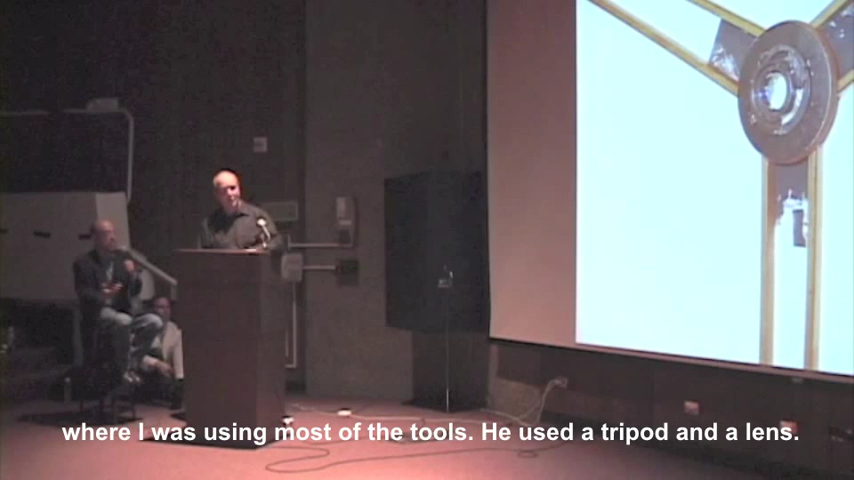 where I was using most of the tools. He used a tripod and a lens.